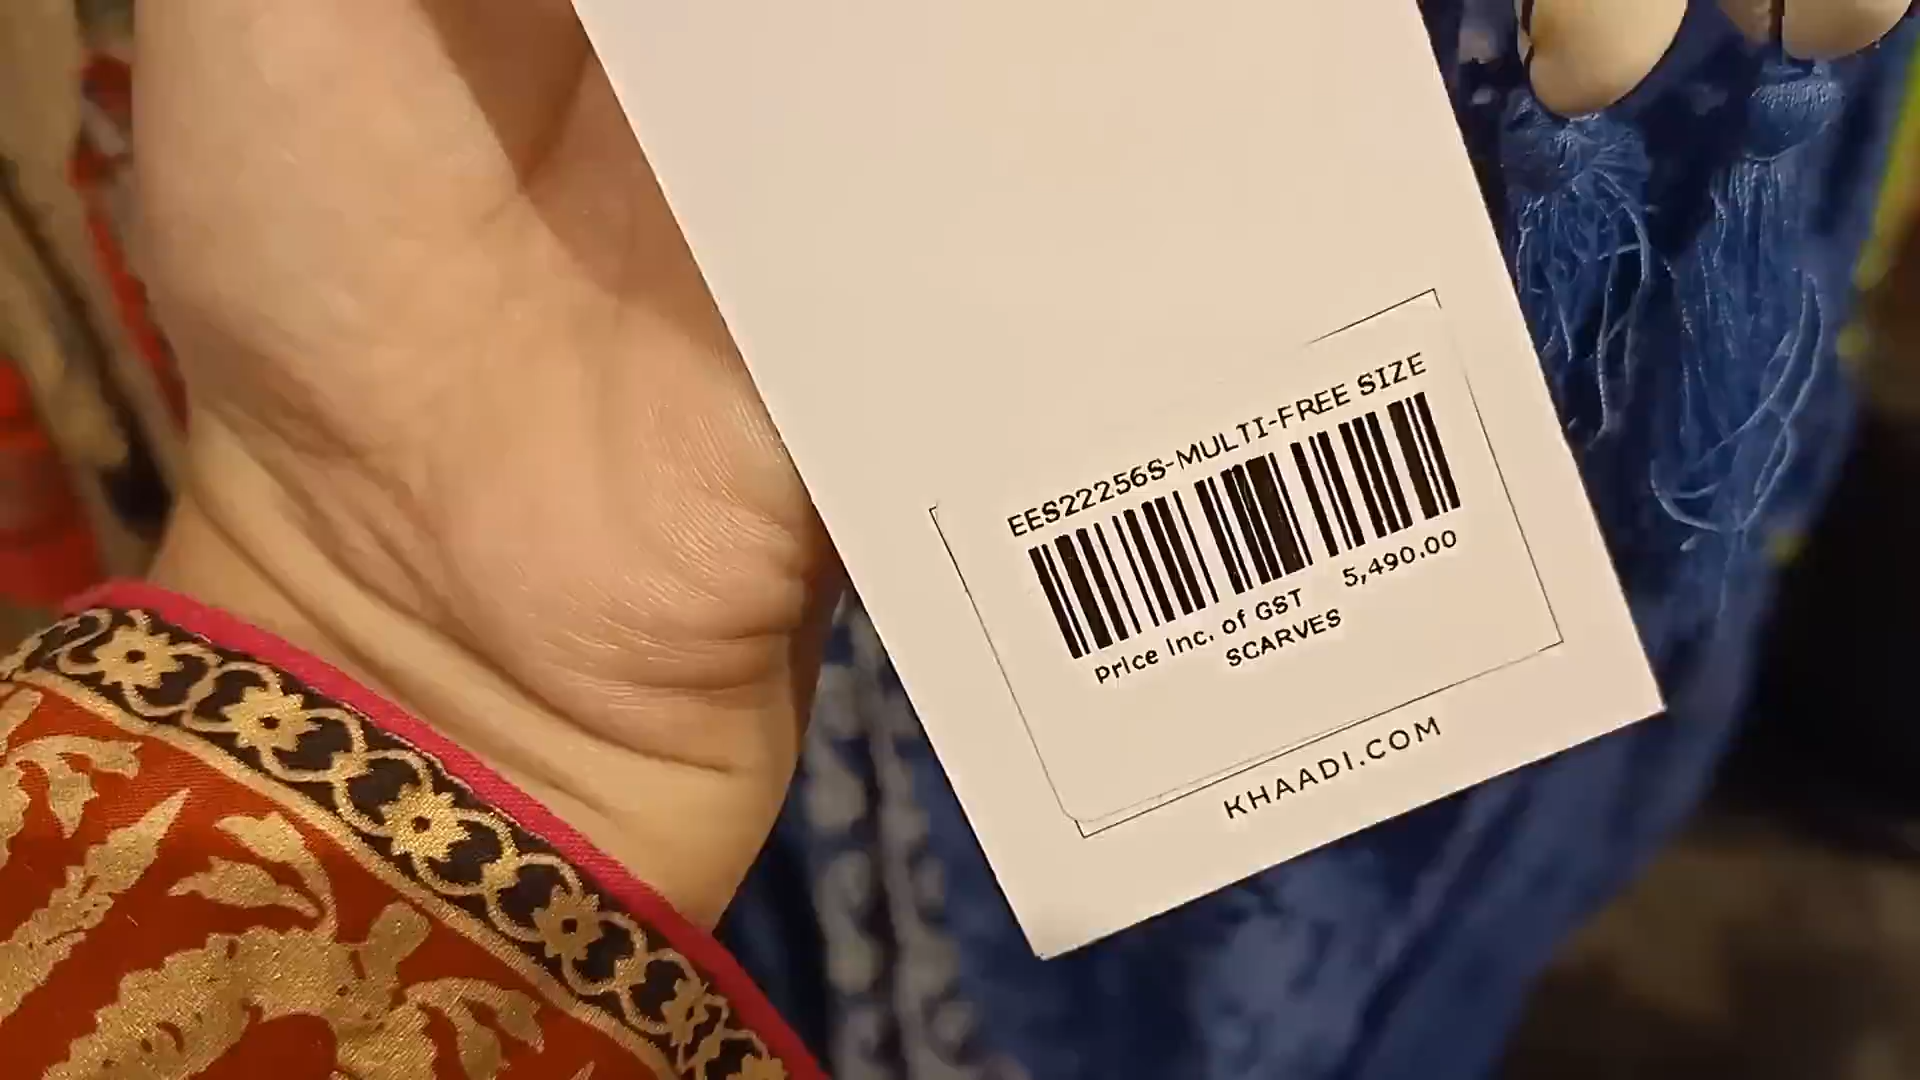 EES22256S-MULTI-FREE SIZE
Price Inc. of GST 5,490.00
SCARVES
KHAADI.COM